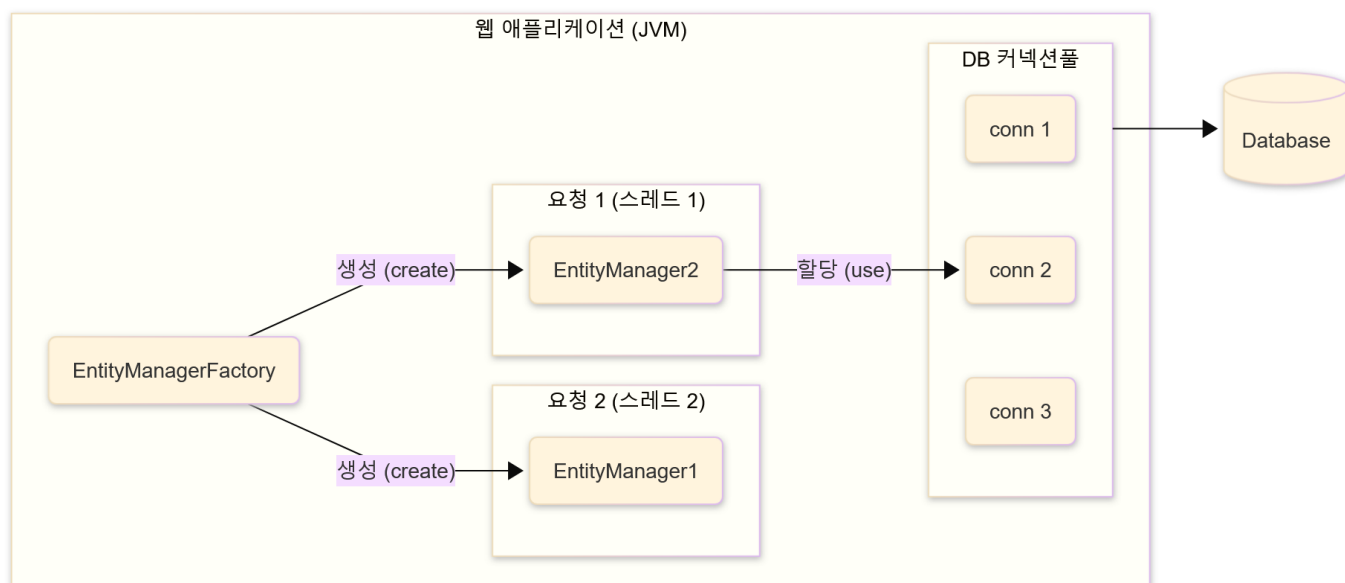 웹 애플리케이션 (JVM)
DB 커넥션풀
conn 1
Database
요청 1 (스레드 1)
생성 (create)
EntityManager2
할당 (use)
conn 2
EntityManagerFactory
요청 2 (스레드 2)
conn 3
생성 (create)
EntityManager1